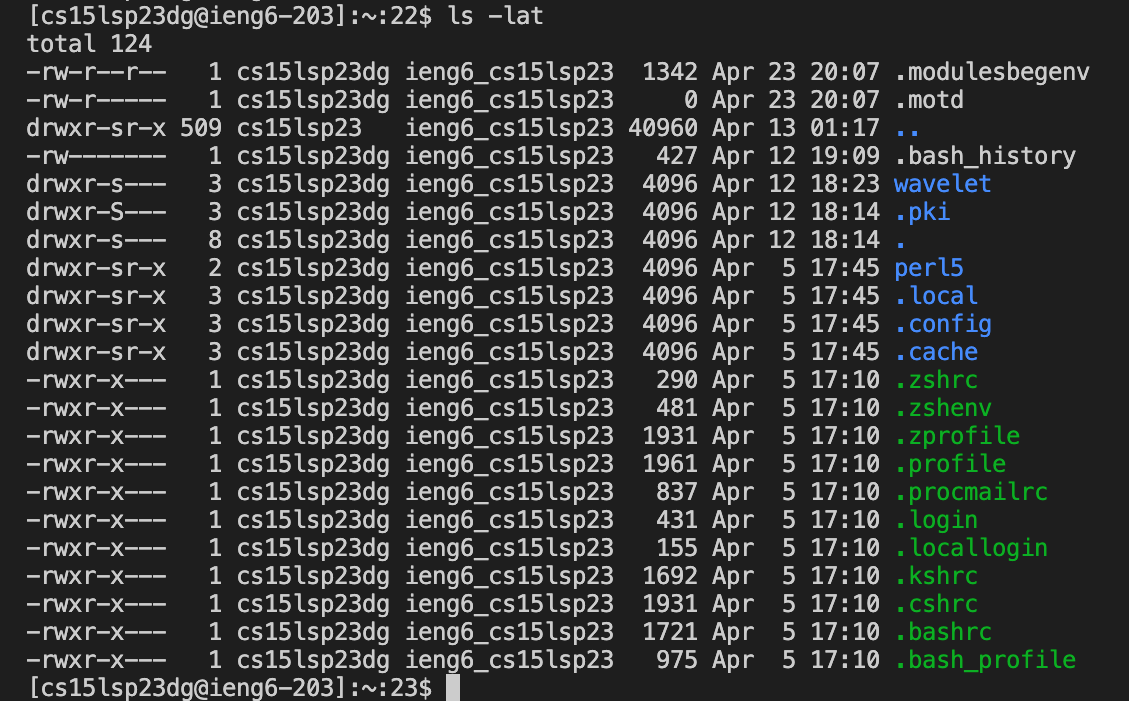 [cs15lsp23dg@ieng6-203]:~:22$ ls -lat
total 124
-rw-r--r--   1 cs15lsp23dg ieng6_cs15lsp23  1342 Apr 23 20:07 .modulesbegenv
-rw-r-----   1 cs15lsp23dg ieng6_cs15lsp23     0 Apr 23 20:07 .motd
drwxr-sr-x 509 cs15lsp23   ieng6_cs15lsp23 40960 Apr 13 01:17 ..
-rw-------   1 cs15lsp23dg ieng6_cs15lsp23   427 Apr 12 19:09 .bash_history
drwxr-s---   3 cs15lsp23dg ieng6_cs15lsp23  4096 Apr 12 18:23 wavelet
drwxr-S---   3 cs15lsp23dg ieng6_cs15lsp23  4096 Apr 12 18:14 .pki
drwxr-s---   8 cs15lsp23dg ieng6_cs15lsp23  4096 Apr 12 18:14 .
drwxr-sr-x   2 cs15lsp23dg ieng6_cs15lsp23  4096 Apr  5 17:45 perl5
drwxr-sr-x   3 cs15lsp23dg ieng6_cs15lsp23  4096 Apr  5 17:45 .local
drwxr-sr-x   3 cs15lsp23dg ieng6_cs15lsp23  4096 Apr  5 17:45 .config
drwxr-sr-x   3 cs15lsp23dg ieng6_cs15lsp23  4096 Apr  5 17:45 .cache
-rwxr-x---   1 cs15lsp23dg ieng6_cs15lsp23   290 Apr  5 17:10 .zshrc
-rwxr-x---   1 cs15lsp23dg ieng6_cs15lsp23   481 Apr  5 17:10 .zshenv
-rwxr-x---   1 cs15lsp23dg ieng6_cs15lsp23  1931 Apr  5 17:10 .zprofile
-rwxr-x---   1 cs15lsp23dg ieng6_cs15lsp23  1961 Apr  5 17:10 .profile
-rwxr-x---   1 cs15lsp23dg ieng6_cs15lsp23   837 Apr  5 17:10 .procmailrc
-rwxr-x---   1 cs15lsp23dg ieng6_cs15lsp23   431 Apr  5 17:10 .login
-rwxr-x---   1 cs15lsp23dg ieng6_cs15lsp23   155 Apr  5 17:10 .locallogin
-rwxr-x---   1 cs15lsp23dg ieng6_cs15lsp23  1692 Apr  5 17:10 .kshrc
-rwxr-x---   1 cs15lsp23dg ieng6_cs15lsp23  1931 Apr  5 17:10 .cshrc
-rwxr-x---   1 cs15lsp23dg ieng6_cs15lsp23  1721 Apr  5 17:10 .bashrc
-rwxr-x---   1 cs15lsp23dg ieng6_cs15lsp23   975 Apr  5 17:10 .bash_profile
[cs15lsp23dg@ieng6-203]:~:23$